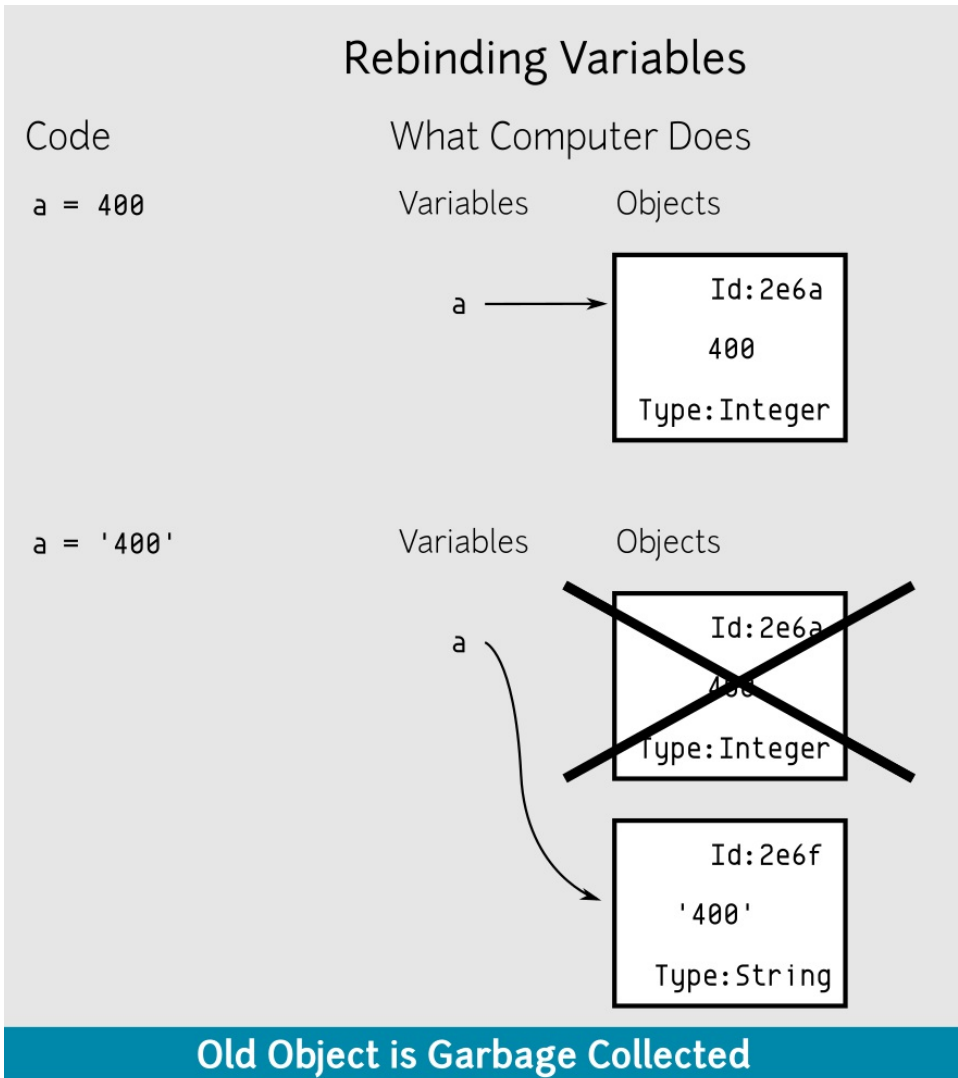 Rebinding Variables
Code What Computer Does
a = 400 Variables Objects
Id:2e6a
a
400
Type:Integer
a = '400' Variables Objects
Id:2e6a
a
400
Type:Integer
Id:2e6f
'400'
Type:String
Old Object is Garbage Collected